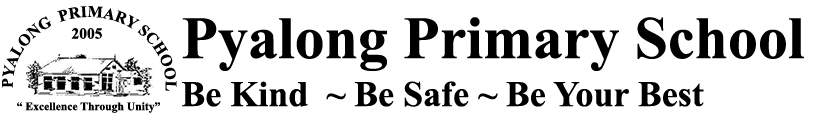 PYALONG PRIMARY SCHOOL
2005
“ Excellence Through Unity”
Pyalong Primary School
Be Kind ~ Be Safe ~ Be Your Best